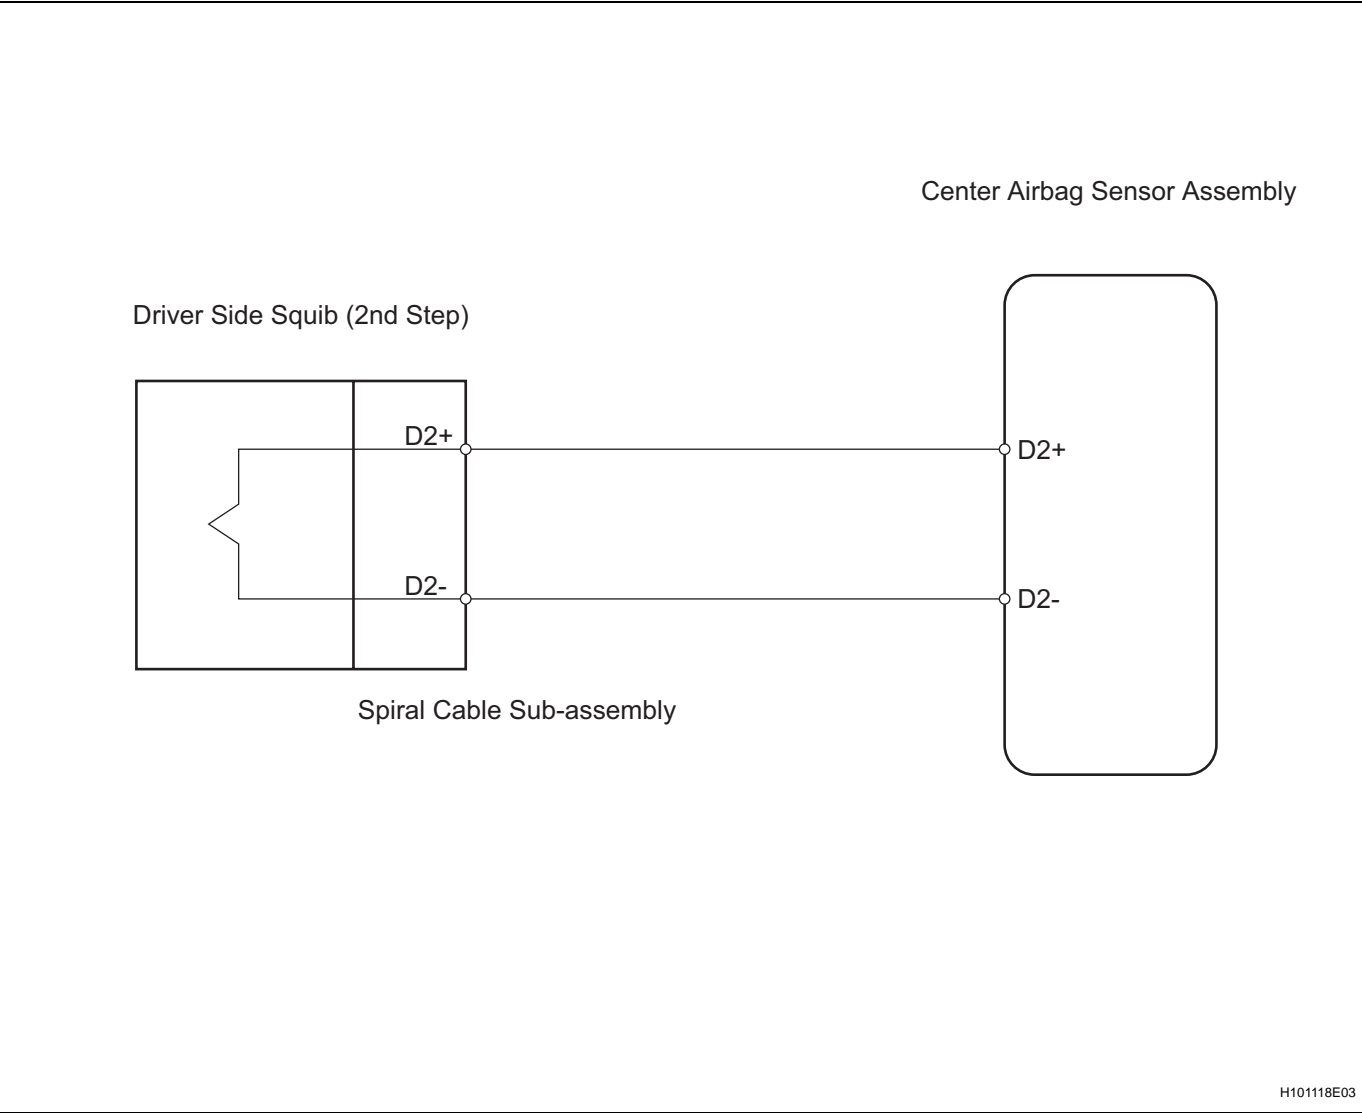 Center Airbag Sensor Assembly
Driver Side Squib (2nd Step)
D2+
D2+
D2-
D2-
Spiral Cable Sub-assembly
H101118E03